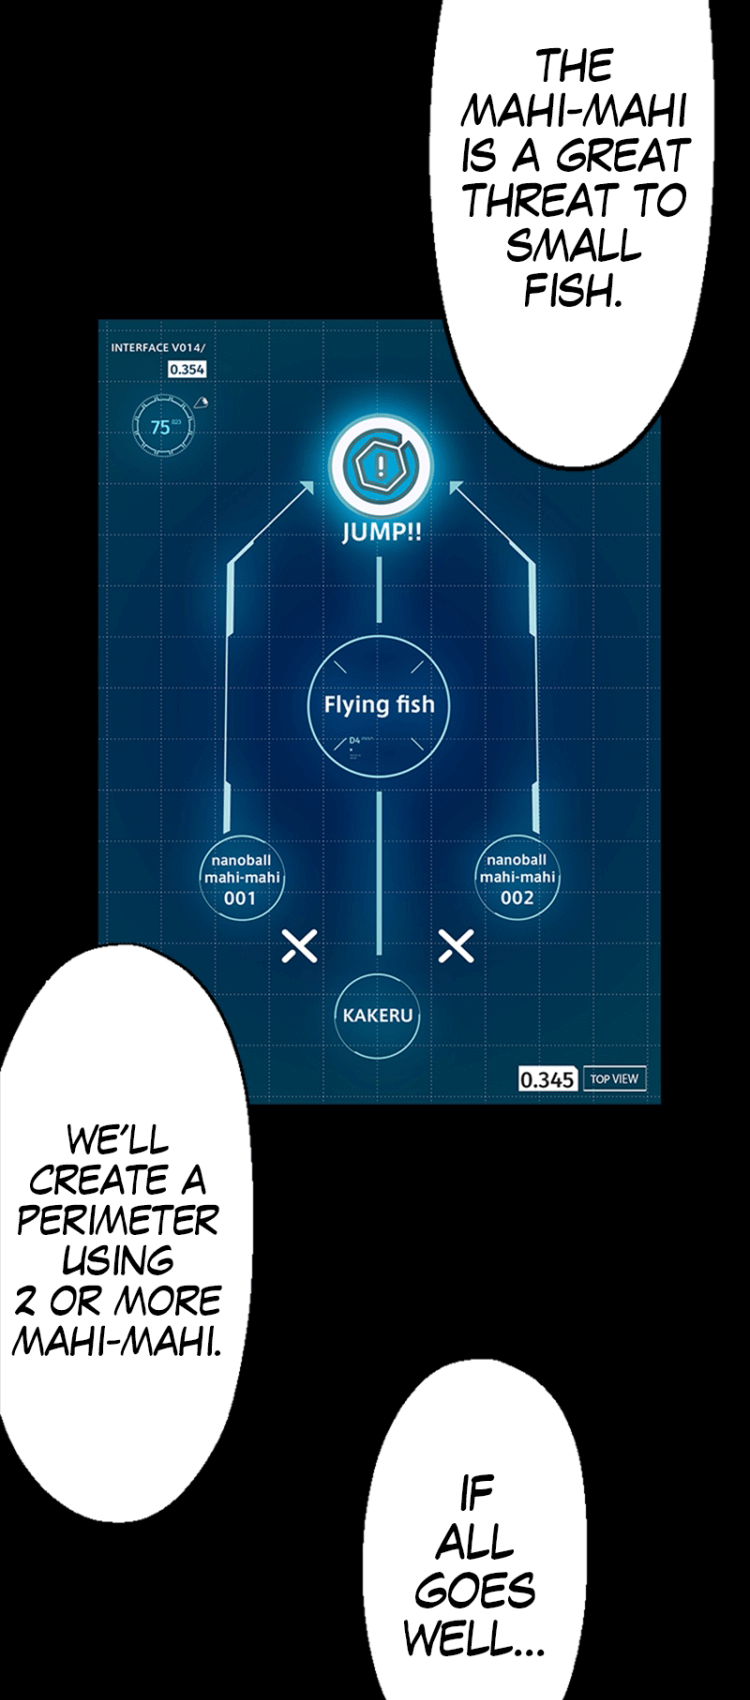 THE
MAHI-MAHI
IS A GREAT
THREAT TO
SMALL
FISH.
INTERFACE V014/
0.354
75
JUMP!!
Flying fish
D4
nanoball
mahi-mahi
001
nanoball
mahi-mahi
002
KAKERU
0.345 TOP VIEW
WE'LL
CREATE A
PERIMETER
USING
2 OR MORE
MAHI-MAHI.
IF
ALL
GOES
WELL...